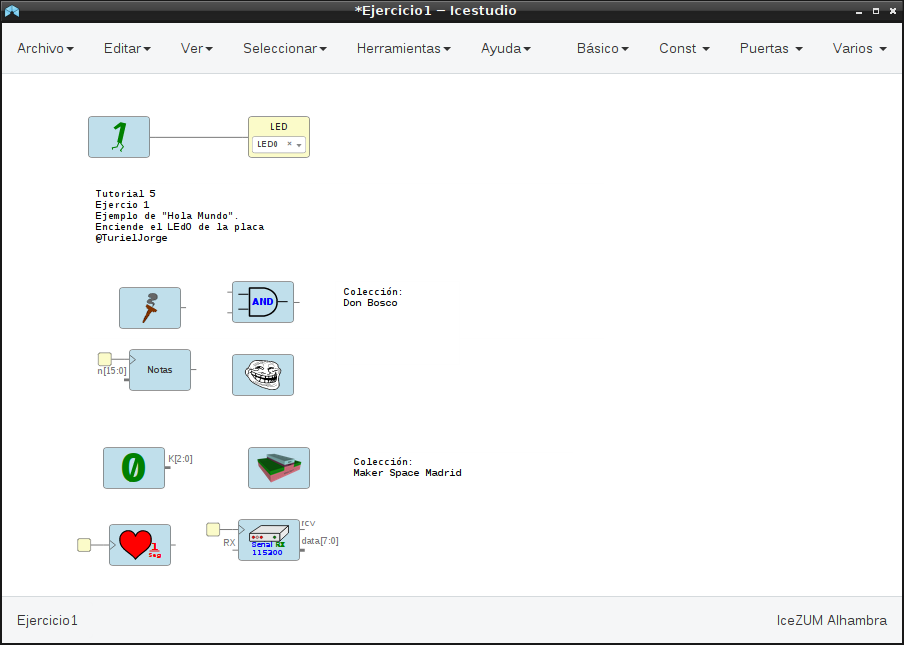 *Ejercicio1 – Icestudio
Archivo Editar Ver Seleccionar Herramientas Ayuda Básico Const Puertas Varios
1
LED
LED0
Tutorial 5
Ejercio 1
Ejemplo de "Hola Mundo".
Enciende el LEd0 de la placa
@TurielJorge
AND
Colección:
Don Bosco
n[15:0]
Notas
0
K[2:0]
Colección:
Maker Space Madrid
1
Seg
RX
Serial RX
115200
rcv
data[7:0]
Ejercicio1
IceZUM Alhambra